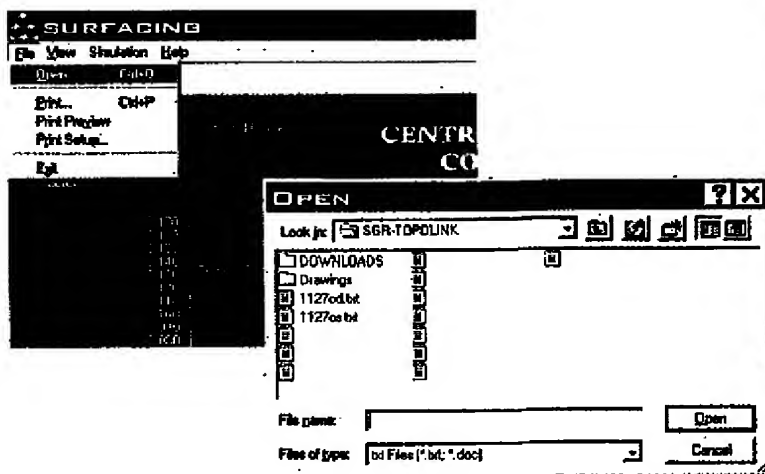 SURFACING
File View Simulation Help
Open Ctrl+O
Print... Ctrl+P
Print Preview
Print Setup...
Exit
CENTR
CO
OPEN
Look in: SGR-TOPOLINK
DOWNLOADS
Drawings
1127od.txt
1127os.txt
File name:
Open
Files of type: txt Files (*.txt; *.doc)
Cancel